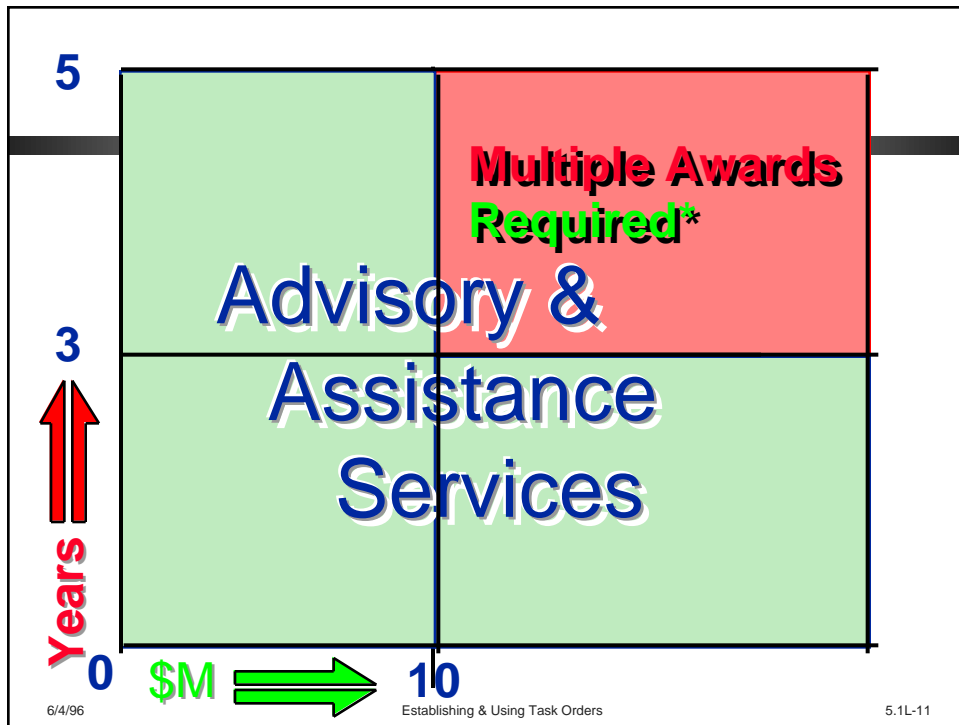 5
Multiple Awards
Required*
Advisory &
3
Assistance
Services
Years
0
$M
10
6/4/96
Establishing & Using Task Orders
5.1L-11